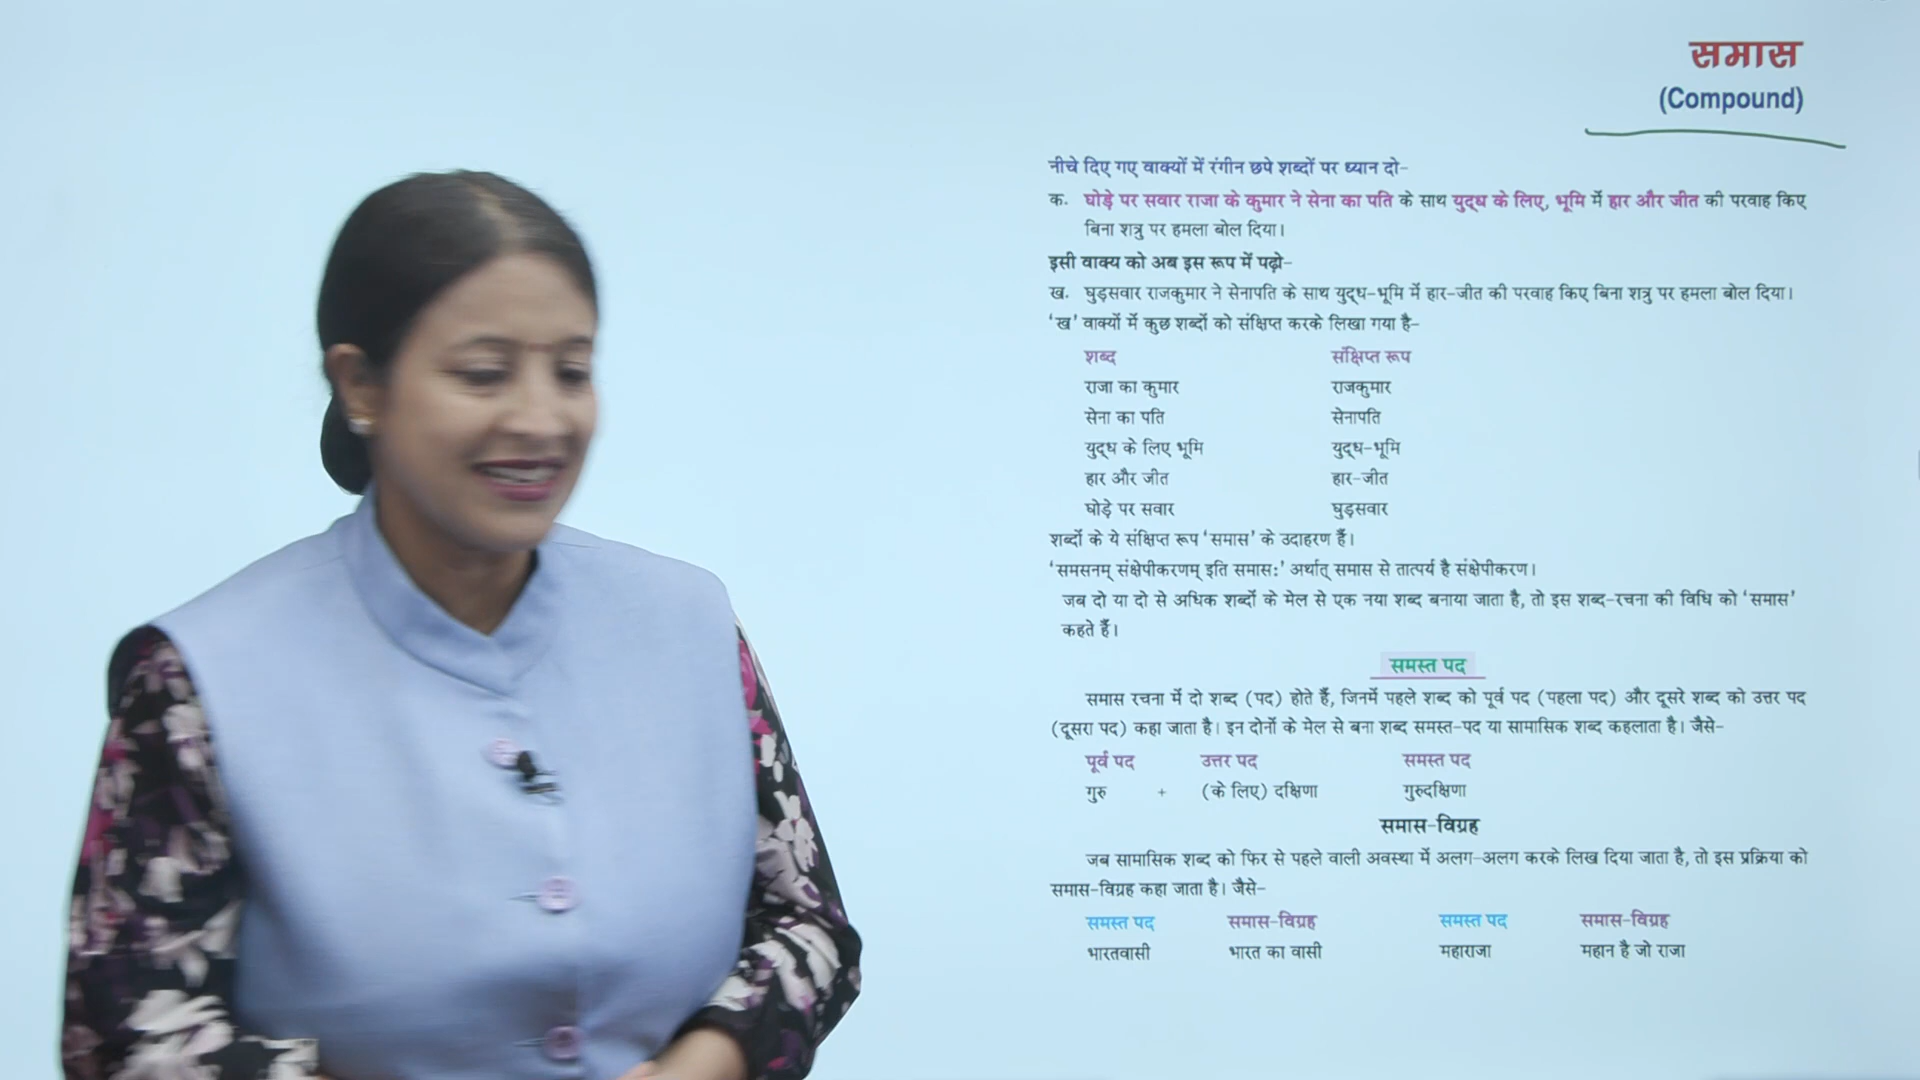 समास
(Compound)
नीचे दिए गए वाक्यों में रंगीन छपे शब्दों पर ध्यान दो-
क. घोड़े पर सवार राजा के कुमार ने सेना का पति के साथ युद्ध के लिए, भूमि में हार और जीत की परवाह किए
बिना शत्रु पर हमला बोल दिया।
इसी वाक्य को अब इस रूप में पढ़ो-
ख. घुड़सवार राजकुमार ने सेनापति के साथ युद्ध-भूमि में हार-जीत की परवाह किए बिना शत्रु पर हमला बोल दिया।
'ख' वाक्यों में कुछ शब्दों को संक्षिप्त करके लिखा गया है-
शब्द संक्षिप्त रूप
राजा का कुमार राजकुमार
सेना का पति सेनापति
युद्ध के लिए भूमि युद्ध-भूमि
हार और जीत हार-जीत
घोड़े पर सवार घुड़सवार
शब्दों के ये संक्षिप्त रूप 'समास' के उदाहरण हैं।
'समसनम् संक्षेपीकरणम् इति समास:' अर्थात् समास से तात्पर्य है संक्षेपीकरण।
जब दो या दो से अधिक शब्दों के मेल से एक नया शब्द बनाया जाता है, तो इस शब्द-रचना की विधि को 'समास'
कहते हैं।
समस्त पद
समास रचना में दो शब्द (पद) होते हैं, जिनमें पहले शब्द को पूर्व पद (पहला पद) और दूसरे शब्द को उत्तर पद
(दूसरा पद) कहा जाता है। इन दोनों के मेल से बना शब्द समस्त-पद या सामासिक शब्द कहलाता है। जैसे-
पूर्व पद उत्तर पद समस्त पद
गुरु + (के लिए) दक्षिणा गुरुदक्षिणा
समास-विग्रह
जब सामासिक शब्द को फिर से पहले वाली अवस्था में अलग-अलग करके लिख दिया जाता है, तो इस प्रक्रिया को
समास-विग्रह कहा जाता है। जैसे-
समस्त पद समास-विग्रह समस्त पद समास-विग्रह
भारतवासी भारत का वासी महाराजा महान है जो राजा